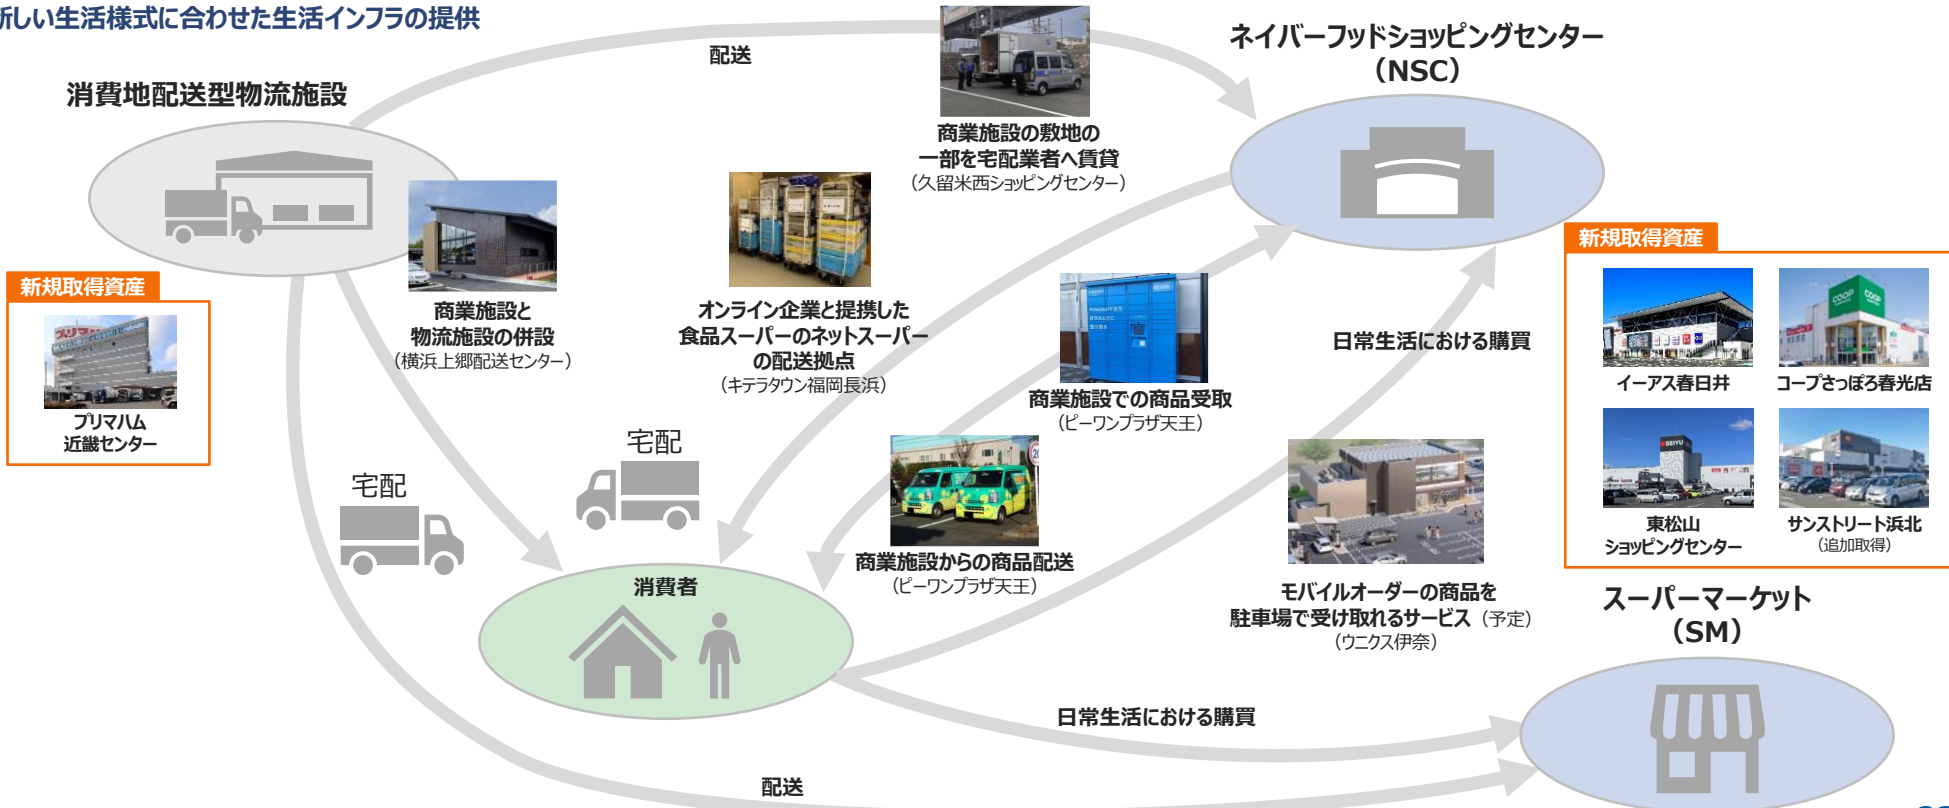 新しい生活様式に合わせた生活インフラの提供
配送
ネイバーフッドショッピングセンター
（NSC）
消費地配送型物流施設
商業施設の敷地の
一部を宅配業者へ賃貸
（久留米西ショッピングセンター）
新規取得資産
プリマハム
近畿センター
商業施設と
物流施設の併設
（横浜上郷配送センター）
オンライン企業と提携した
食品スーパーのネットスーパー
の配送拠点
（キテラタウン福岡長浜）
商業施設での商品受取
（ピーワンプラザ天王）
日常生活における購買
新規取得資産
COOP
COOP
イーアス春日井
コープさっぽろ春光店
SEIYU
東松山
ショッピングセンター
サンストリート浜北
（追加取得）
宅配
宅配
商業施設からの商品配送
（ピーワンプラザ天王）
消費者
モバイルオーダーの商品を
駐車場で受け取れるサービス（予定）
（ウニクス伊奈）
スーパーマーケット
（SM）
日常生活における購買
配送